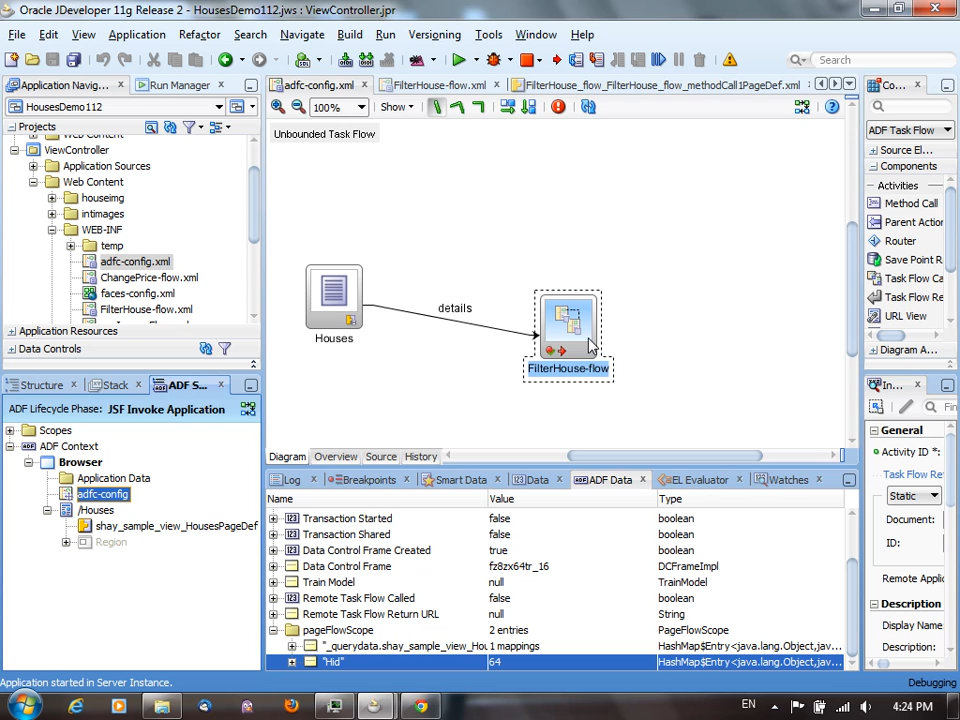 Oracle JDeveloper 11g Release 2 - HousesDemo112.jws : ViewController.jpr
File Edit View Application Refactor Search Navigate Build Run Versioning Tools Window Help
Search
Application Navig...
Run Manager
HousesDemo112
Projects
Web Content
ViewController
Application Sources
Web Content
houseimg
intimages
WEB-INF
temp
adfc-config.xml
ChangePrice-flow.xml
faces-config.xml
FilterHouse-flow.xml
Application Resources
Data Controls
Structure
Stack
ADF S...
ADF Lifecycle Phase: JSF Invoke Application
Scopes
ADF Context
Browser
Application Data
adfc-config
/Houses
shay_sample_view_HousesPageDef
Region
adfc-config.xml
FilterHouse-flow.xml
FilterHouse_flow_FilterHouse_flow_methodCall1PageDef.xml
100%
Show
Unbounded Task Flow
details
Houses
FilterHouse-flow
Diagram Overview Source History
Log
Breakpoints
Smart Data
Data
ADF Data
EL Evaluator
Watches
Name Value Type
Transaction Started false boolean
Transaction Shared false boolean
Data Control Frame Created true boolean
Data Control Frame fz8zx64tr_16 DCFrameImpl
Train Model null TrainModel
Remote Task Flow Called false boolean
Remote Task Flow Return URL null String
pageFlowScope 2 entries PageFlowScope
"_querydata.shay_sample_view_Hou 1 mappings HashMap$Entry<java.lang.Object,jav...
"Hid" 64 HashMap$Entry<java.lang.Object,jav...
Co...
ADF Task Flow
Source El...
Components
Activities
Method Call
Parent Action
Router
Save Point R
Task Flow Ca
Task Flow Re
URL View
Diagram A...
In...
Fin
General
Activity ID *:
Task Flow Re
Static
Document:
ID:
Remote Applic
Description
Display Name
Description:
Application started in Server Instance.
Debugging
EN
4:24 PM